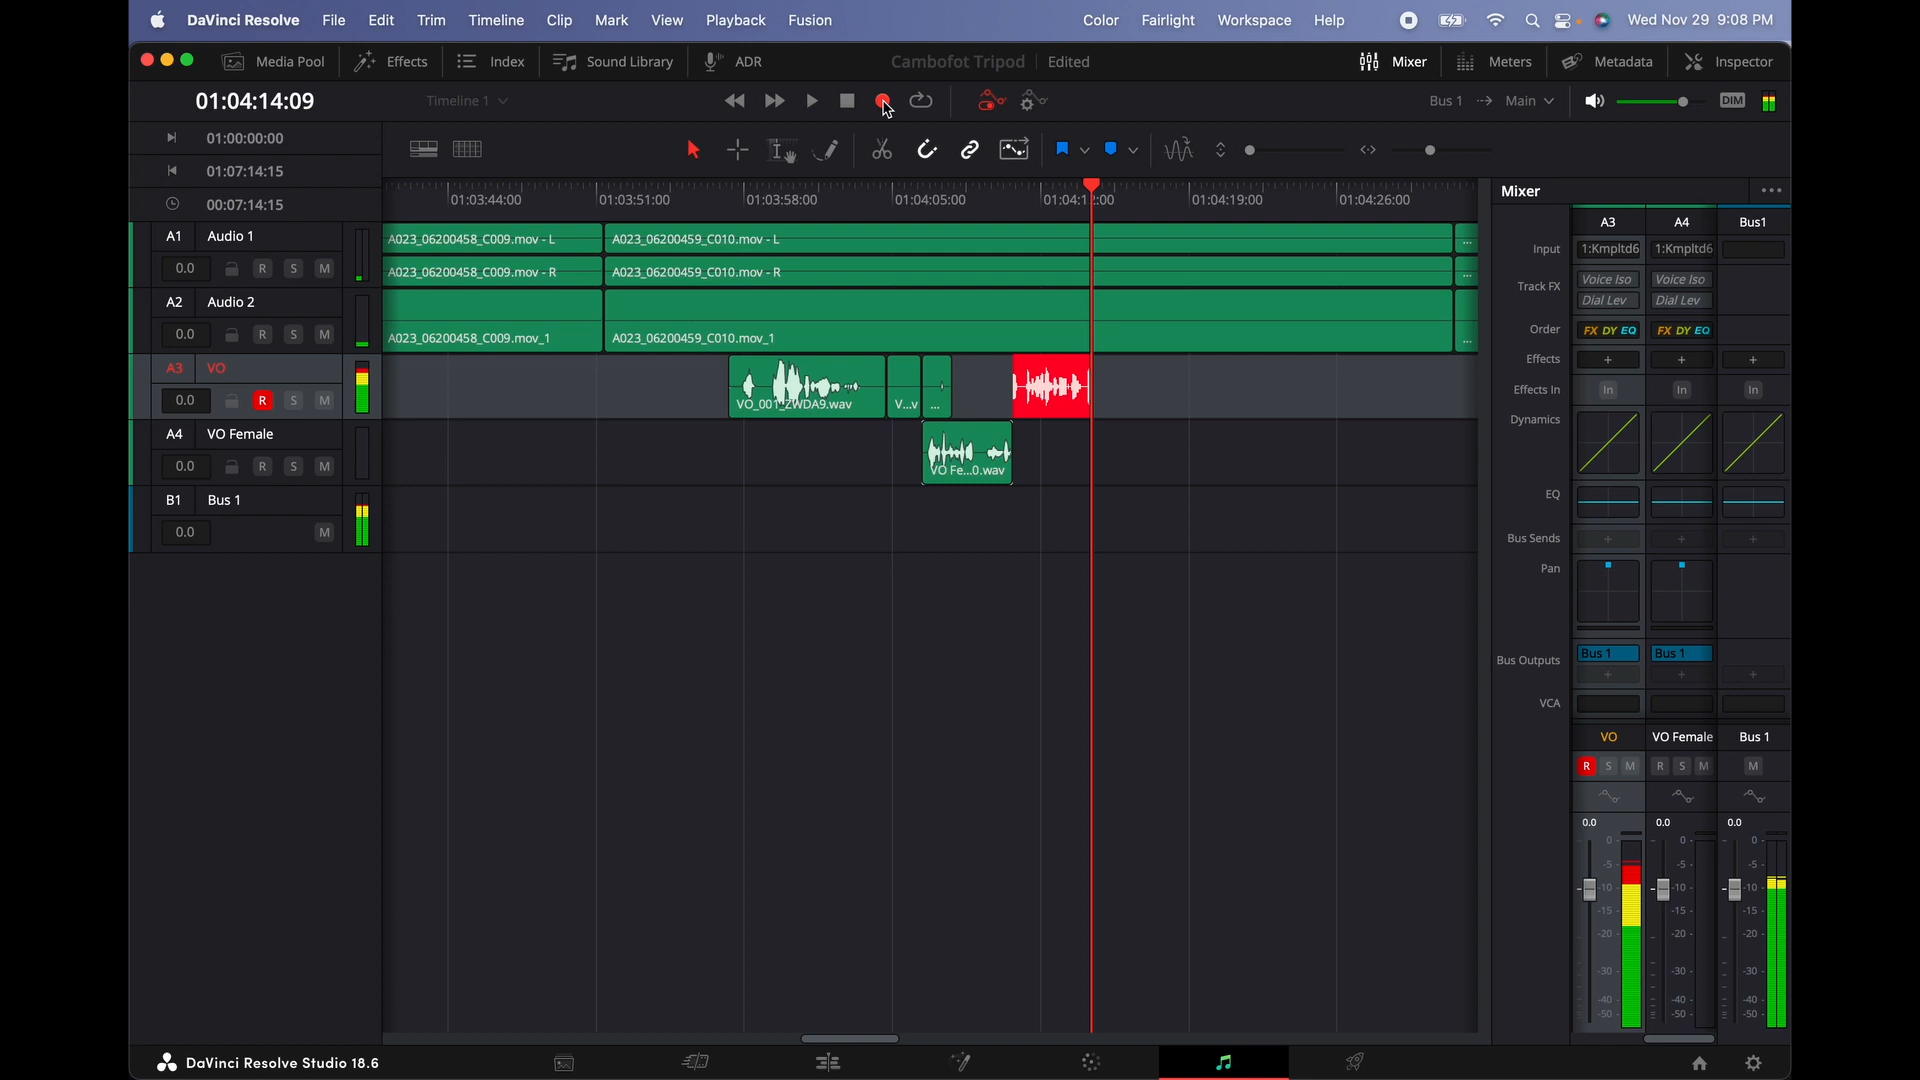 DaVinci Resolve File Edit Trim Timeline Clip Mark View Playback Fusion Color Fairlight Workspace Help Wed Nov 29 9:08 PM
Media Pool Effects Index Sound Library ADR Cambofot Tripod Edited Mixer Meters Metadata Inspector
01:04:14:09 Timeline 1 Bus 1 Main DIM
01:00:00:00
01:07:14:15
00:07:14:15
01:03:44:00 01:03:51:00 01:03:58:00 01:04:05:00 01:04:12:00 01:04:19:00 01:04:26:00
A1 Audio 1
0.0 R S M
A2 Audio 2
0.0 R S M
A3 VO
0.0 R S M
A4 VO Female
0.0 R S M
B1 Bus 1
0.0 M
A023_06200458_C009.mov - L A023_06200459_C010.mov - L ...
A023_06200458_C009.mov - R A023_06200459_C010.mov - R ...
A023_06200458_C009.mov_1 A023_06200459_C010.mov_1 ...
VO_001_ZWDA9.wav V...v ...
VO Fe...0.wav
Mixer
A3 A4 Bus1
Input 1:Kmpltd6 1:Kmpltd6
Track FX Voice Iso Voice Iso
Dial Lev Dial Lev
Order FX DY EQ FX DY EQ
Effects + + +
Effects In In In In
Dynamics
EQ
Bus Sends + + +
Pan
Bus Outputs Bus 1 Bus 1
+ + +
VCA
VO VO Female Bus 1
R S M R S M M
0.0 0.0 0.0
0 0 0
-5 -5 -5
-10 -10 -10
-15 -15 -15
-20 -20 -20
-30 -30 -30
-40 -40 -40
-50 -50 -50
DaVinci Resolve Studio 18.6